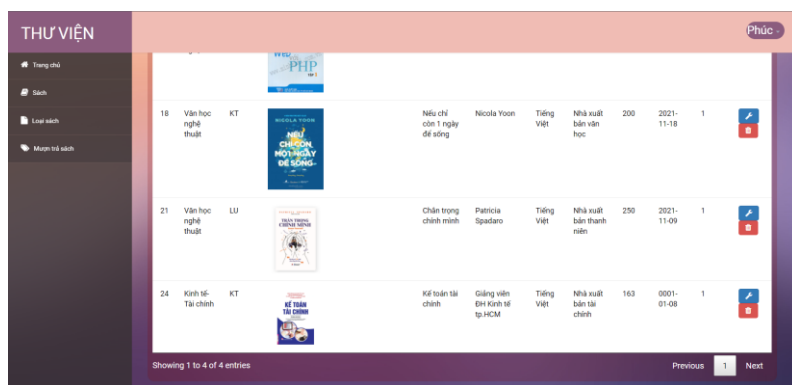 THƯ VIỆN
Phúc
Trang chủ
Sách
Loại sách
Mượn trả sách
PHP
18 Văn học KT Nếu chỉ Nicola Yoon Tiếng Nhà xuất 200 2021- 1
nghệ còn 1 ngày Việt bản văn 11-18
thuật để sống học
NICOLA YOON
NẾU
CHỈ CÒN
MỘT NGÀY
ĐỂ SỐNG
21 Văn học LU Chân trọng Patricia Tiếng Nhà xuất 250 2021- 1
nghệ chính mình Spadaro Việt bản thanh 11-09
thuật niên
TRÂN TRỌNG
CHÍNH MÌNH
24 Kinh tế- KT Kế toán tài Giảng viên Tiếng Nhà xuất 163 0001- 1
Tài chính chính ĐH Kinh tế Việt bản tài 01-08
tp.HCM chính
KẾ TOÁN
TÀI CHÍNH
Showing 1 to 4 of 4 entries
Previous 1 Next